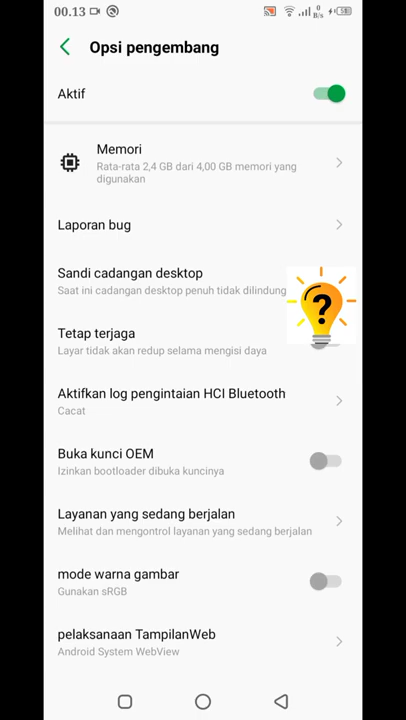 00.13
0
B/s
58
Opsi pengembang
Aktif
Memori
Rata-rata 2,4 GB dari 4,00 GB memori yang
digunakan
Laporan bug
Sandi cadangan desktop
Saat ini cadangan desktop penuh tidak dilindung
?
Tetap terjaga
Layar tidak akan redup selama mengisi daya
Aktifkan log pengintaian HCI Bluetooth
Cacat
Buka kunci OEM
Izinkan bootloader dibuka kuncinya
Layanan yang sedang berjalan
Melihat dan mengontrol layanan yang sedang berjalan
mode warna gambar
Gunakan sRGB
pelaksanaan TampilanWeb
Android System WebView